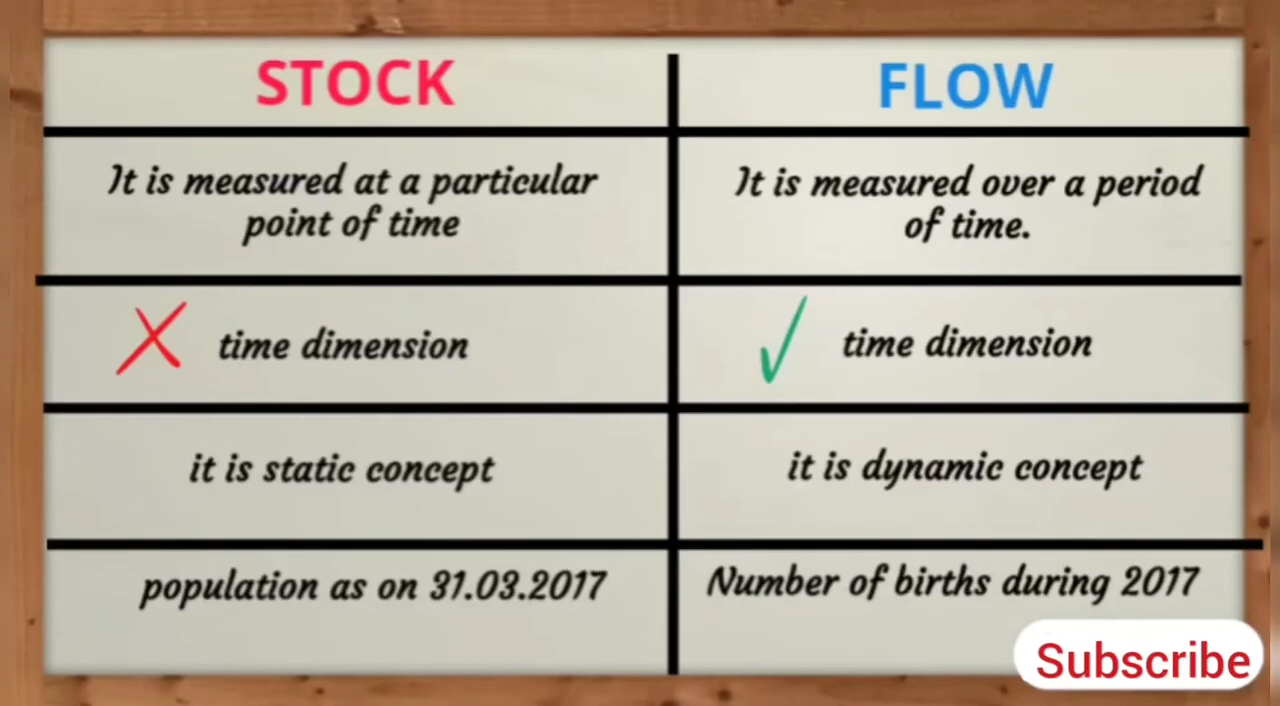 STOCK
FLOW
It is measured at a particular
point of time
It is measured over a period
of time.
time dimension
time dimension
it is static concept
it is dynamic concept
population as on 31.03.2017
Number of births during 2017
Subscribe